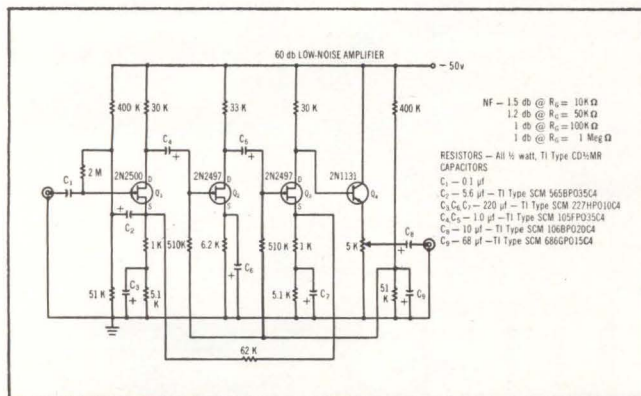 60 db LOW-NOISE AMPLIFIER
- 50v
400 K
30 K
33 K
30 K
400 K
C4
C5
2 M
2N2500
2N2497
2N2497
2N1131
C1
D
D
D
Q1
Q2
Q3
Q4
S
S
S
C2
C8
1 K
510K
6.2 K
510 K
1 K
5 K
C3
C6
C7
C9
51 K
5.1
K
5.1 K
51
K
62 K
NF — 1.5 db @ RG = 10K Ω
1.2 db @ RG = 50K Ω
1 db @ RG = 100K Ω
1 db @ RG = 1 Meg Ω
RESISTORS — All ½ watt, TI Type CD½MR
CAPACITORS
C1 — 0.1 μf
C2 — 5.6 μf — TI Type SCM 565BP035C4
C3,C6,C7 — 220 μf — TI Type SCM 227HP010C4
C4,C5 — 1.0 μf — TI Type SCM 105FP035C4
C8 — 10 μf — TI Type SCM 106BP020C4
C9 — 68 μf — TI Type SCM 686GP015C4